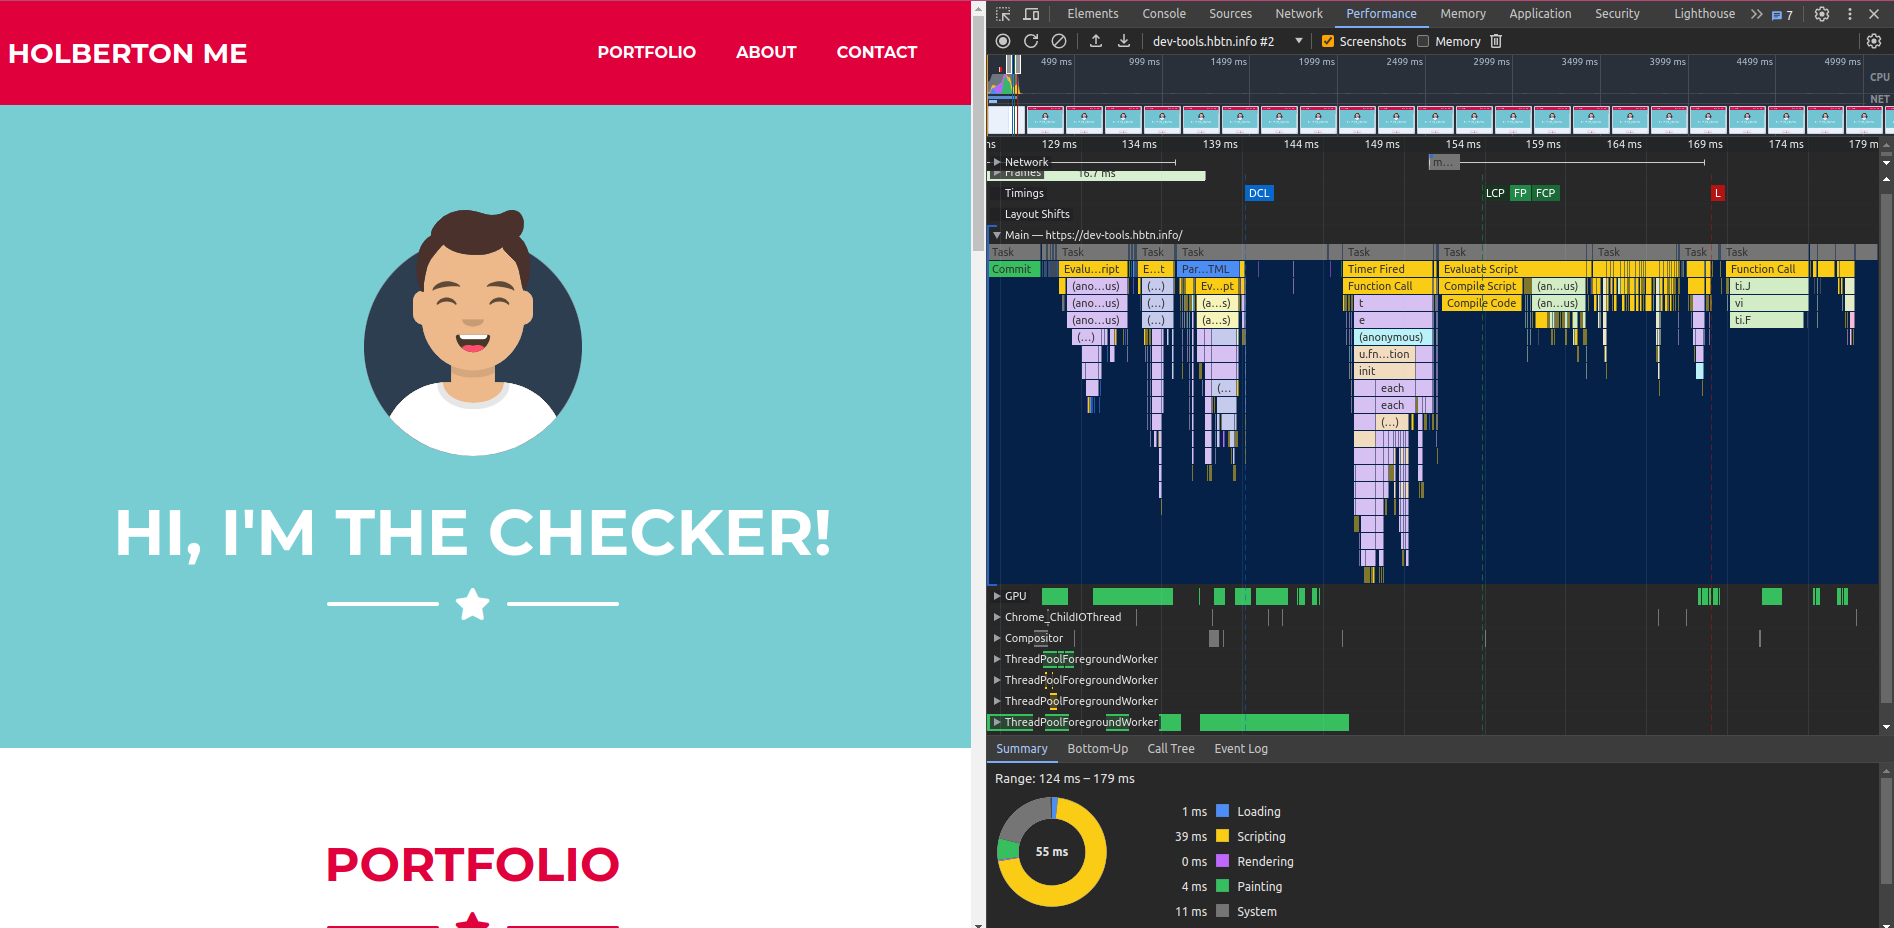 HOLBERTON ME
PORTFOLIO ABOUT CONTACT
HI, I'M THE CHECKER!
PORTFOLIO
Elements Console Sources Network Performance Memory Application Security Lighthouse 7
dev-tools.hbtn.info #2 Screenshots Memory
499 ms 999 ms 1499 ms 1999 ms 2499 ms 2999 ms 3499 ms 3999 ms 4499 ms 4999 ms
CPU
NET
ns 129 ms 134 ms 139 ms 144 ms 149 ms 154 ms 159 ms 164 ms 169 ms 174 ms 179 m
Network m...
Frames 16.7 ms
Timings DCL LCP FP FCP L
Layout Shifts
Main — https://dev-tools.hbtn.info/
Task Task Task Task Task Task Task Task Task
Commit Evalu...ript E...t Par...TML Timer Fired Evaluate Script Function Call
(ano...us) (...) Ev...pt Function Call Compile Script (an...us) ti.J
(ano...us) (...) (a...s) t Compile Code (an...us) vi
(ano...us) (...) (a...s) e ti.F
(...) (anonymous)
u.fn...tion
init
(... each
each
(...)
GPU
Chrome_ChildIOThread
Compositor
ThreadPoolForegroundWorker
ThreadPoolForegroundWorker
ThreadPoolForegroundWorker
ThreadPoolForegroundWorker
Summary Bottom-Up Call Tree Event Log
Range: 124 ms – 179 ms
55 ms
1 ms Loading
39 ms Scripting
0 ms Rendering
4 ms Painting
11 ms System